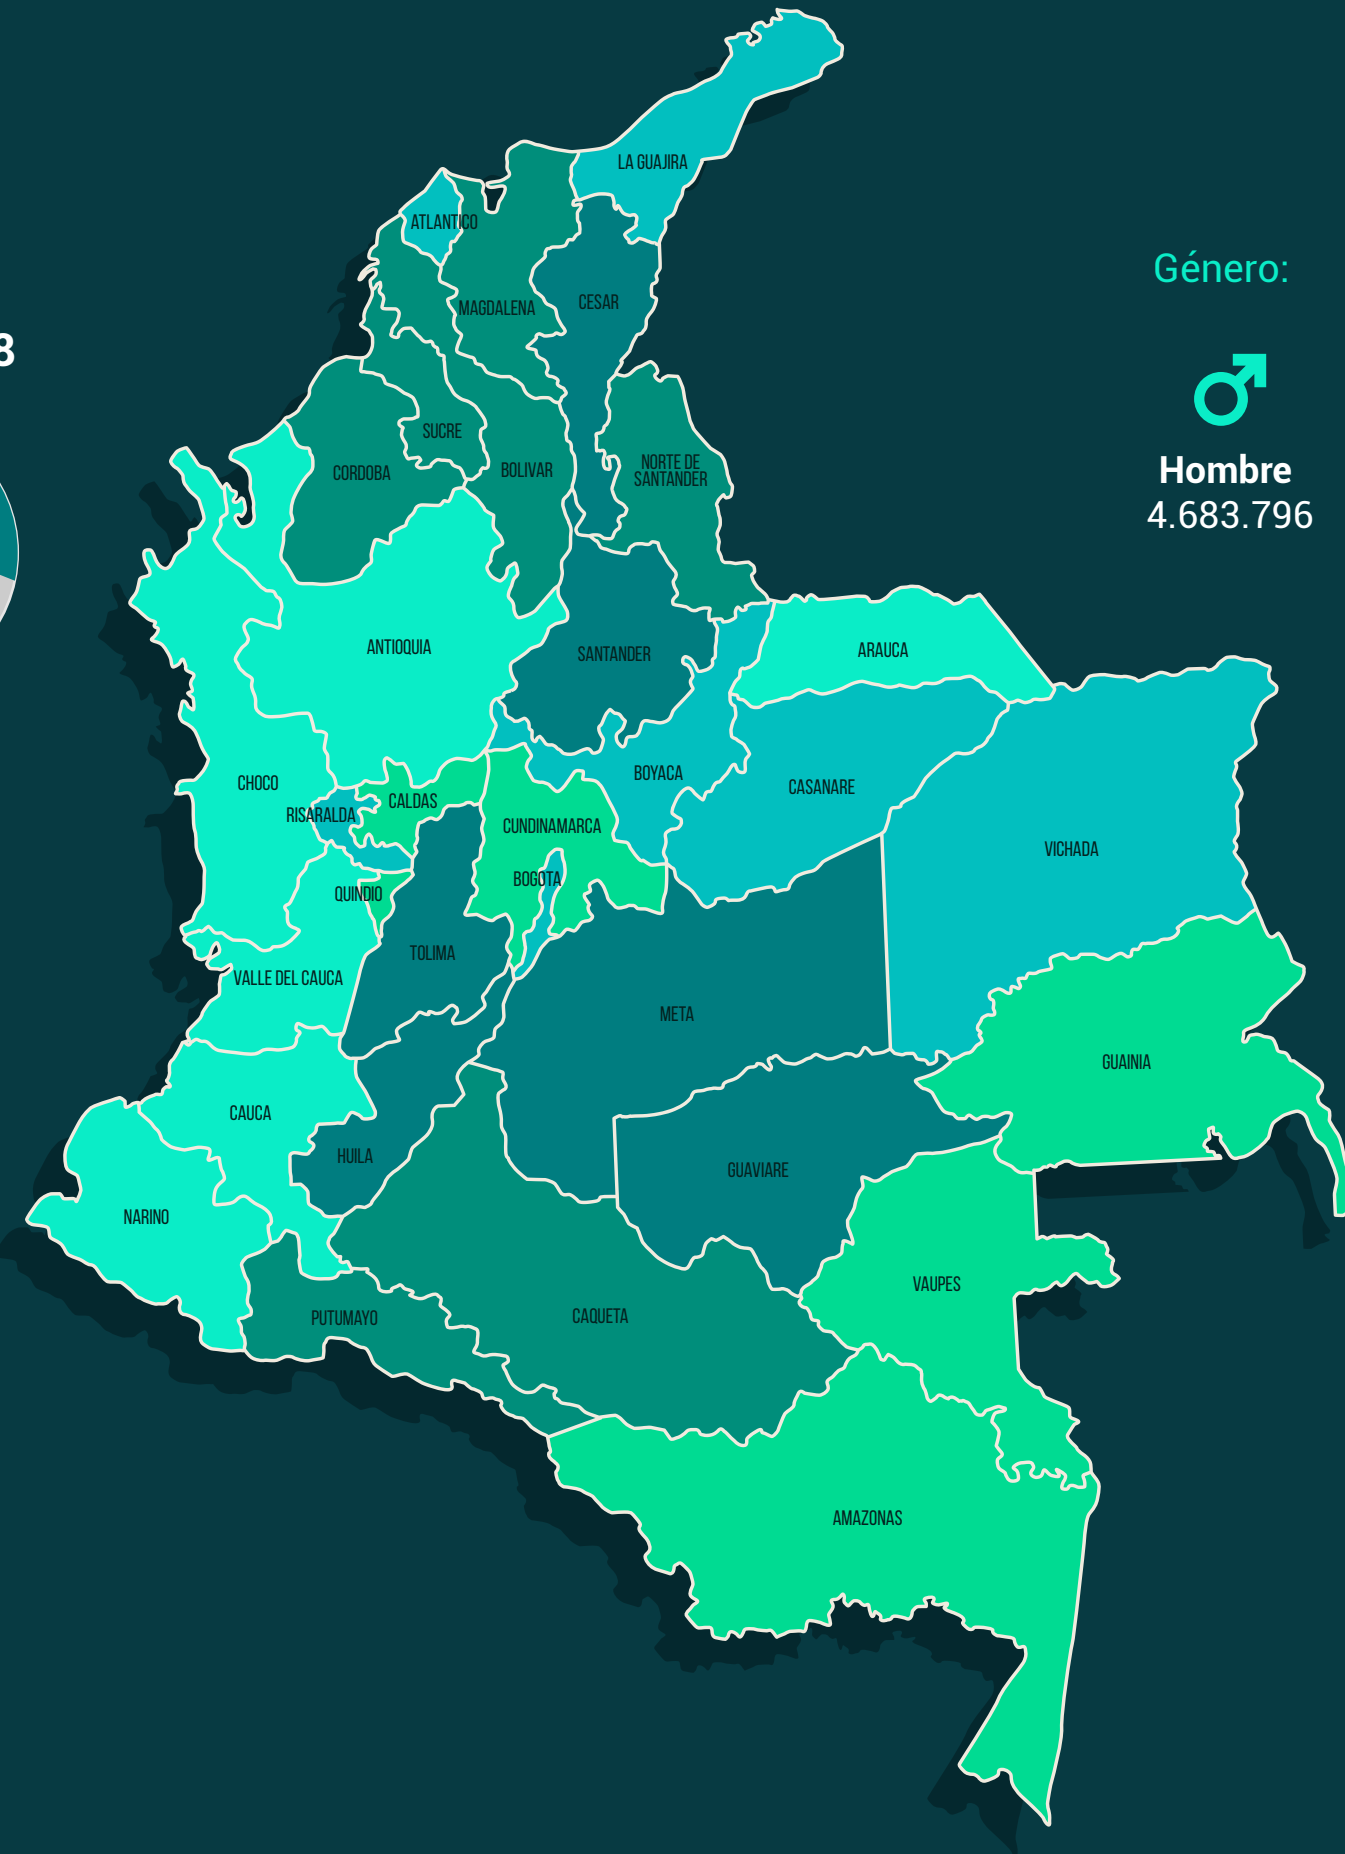 LA GUAJIRA
ATLANTICO
Género:
MAGDALENA
CESAR
8
SUCRE
CORDOBA
BOLIVAR
NORTE DE
SANTANDER
Hombre
4.683.796
ANTIOQUIA
SANTANDER
ARAUCA
CHOCO
BOYACA
CASANARE
RISARALDA
CALDAS
CUNDINAMARCA
VICHADA
BOGOTA
QUINDIO
TOLIMA
VALLE DEL CAUCA
META
GUAINIA
CAUCA
HUILA
GUAVIARE
NARINO
VAUPES
PUTUMAYO
CAQUETA
AMAZONAS